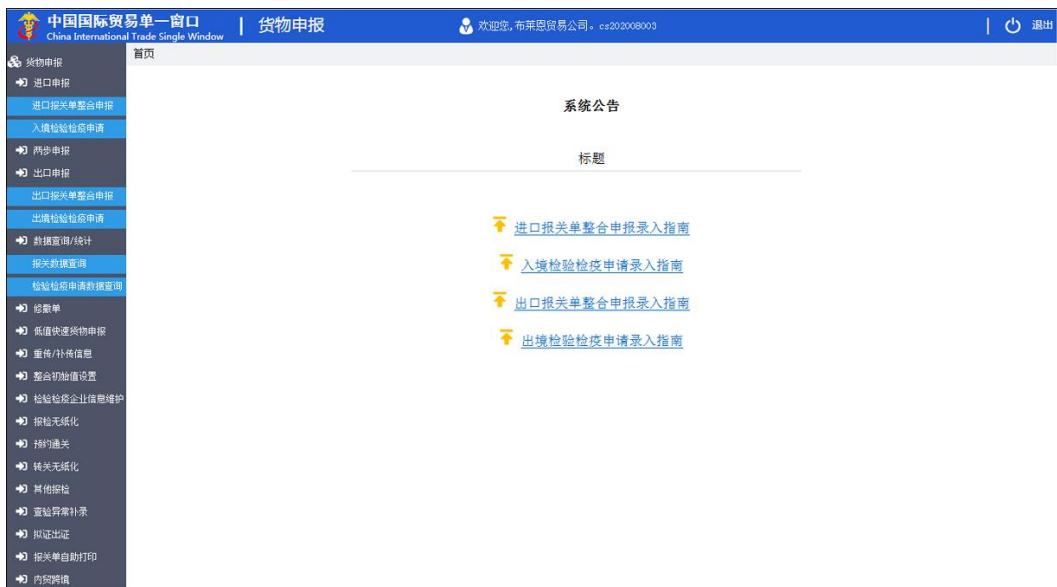 中国国际贸易单一窗口
China International Trade Single Window
货物申报
欢迎您,布莱恩贸易公司。cs202008003
退出
首页
货物申报
进口申报
进口报关单整合申报
入境检验检疫申请
两步申报
出口申报
出口报关单整合申报
出境检验检疫申请
数据查询/统计
报关数据查询
检验检疫申请数据查询
修撤单
低值快速货物申报
重传/补传信息
整合初始值设置
检验检疫企业信息维护
报检无纸化
预约通关
转关无纸化
其他报检
查验异常补录
拟证出证
报关单自助打印
内贸跨境
系统公告
标题
进口报关单整合申报录入指南
入境检验检疫申请录入指南
出口报关单整合申报录入指南
出境检验检疫申请录入指南